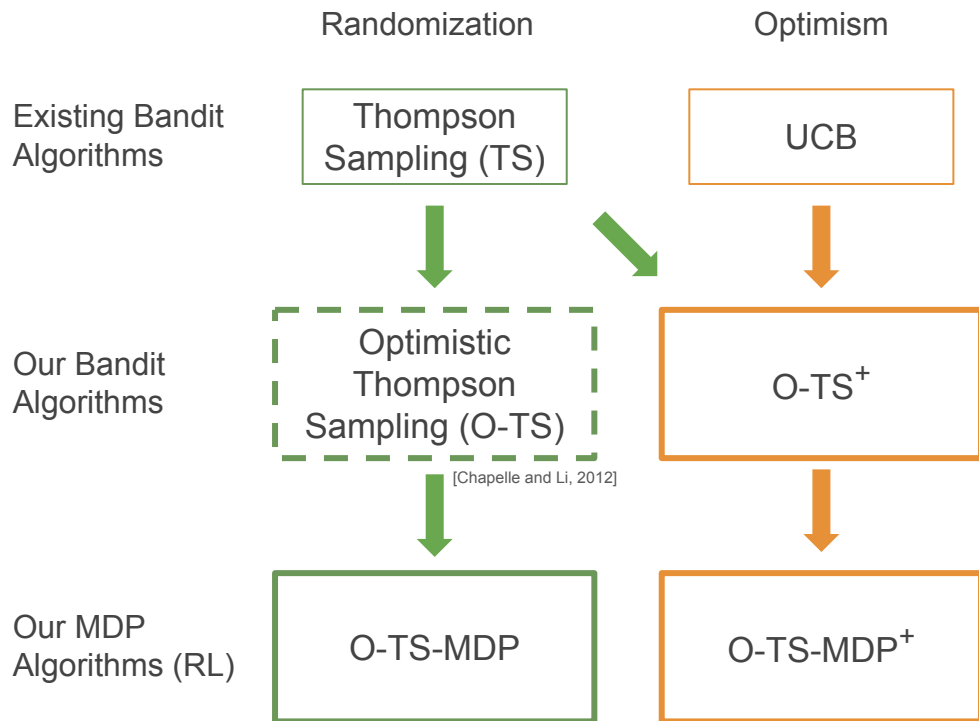 Randomization
Optimism
Existing Bandit
Algorithms
Thompson
Sampling (TS)
UCB
Our Bandit
Algorithms
Optimistic
Thompson
Sampling (O-TS)
O-TS⁺
[Chapelle and Li, 2012]
Our MDP
Algorithms (RL)
O-TS-MDP
O-TS-MDP⁺